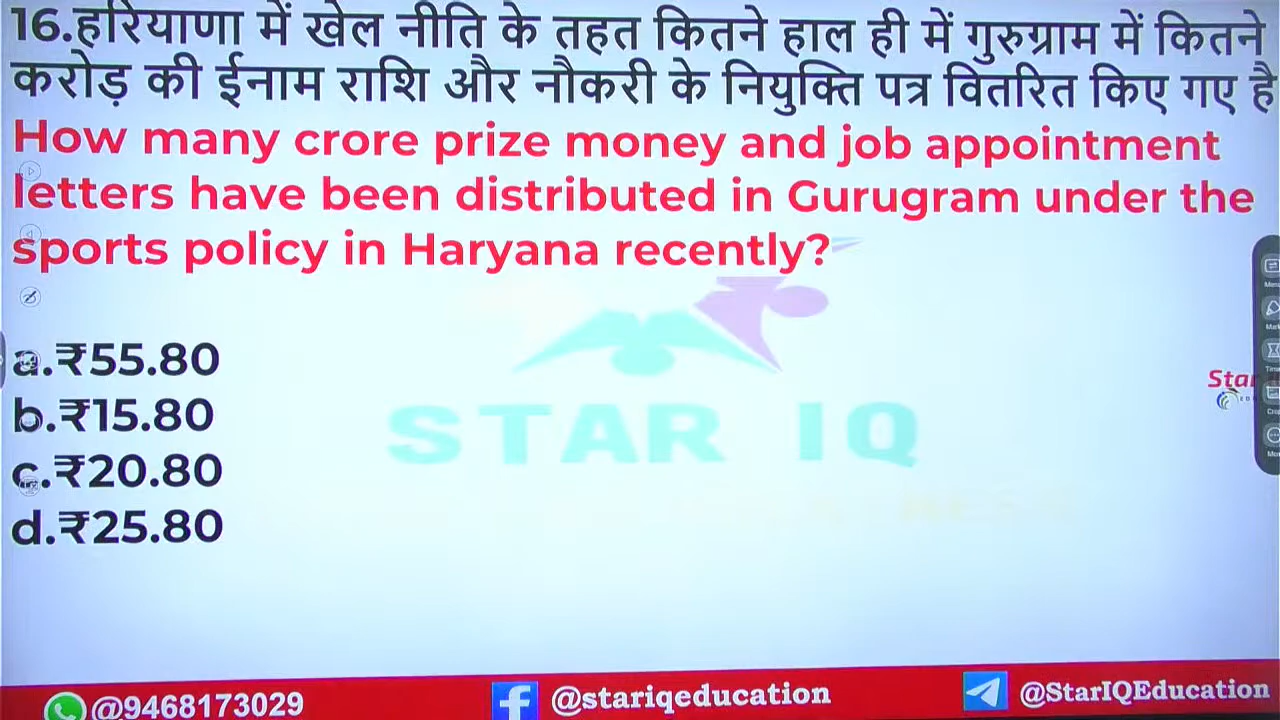 16.हरियाणा में खेल नीति के तहत कितने हाल ही में गुरुग्राम में कितने
करोड़ की ईनाम राशि और नौकरी के नियुक्ति पत्र वितरित किए गए है
How many crore prize money and job appointment
letters have been distributed in Gurugram under the
sports policy in Haryana recently?
a.₹55.80
b.₹15.80
c.₹20.80
d.₹25.80
STAR IQ
Star
@9468173029
@stariqeducation
@StarIQEducation